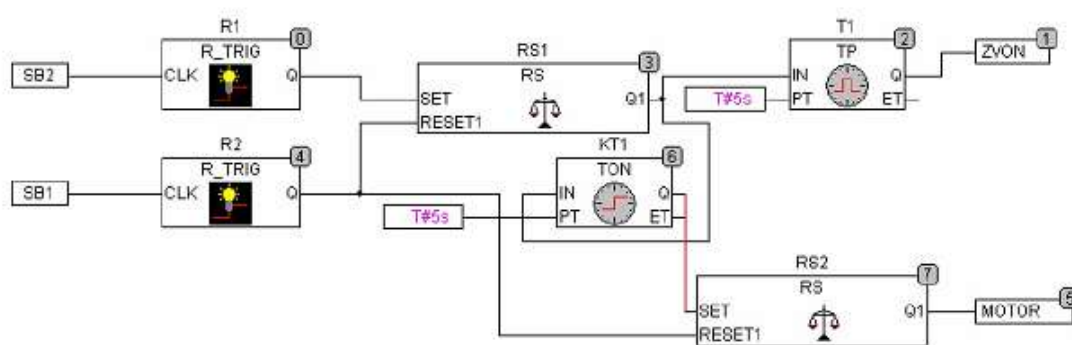 R1
0
R_TRIG
SB2
CLK
Q
RS1
3
RS
SET
Q1
RESET1
T1
2
TP
IN
Q
T#5s
PT
ET
1
ZVON
R2
4
R_TRIG
SB1
CLK
Q
KT1
6
TON
IN
Q
T#5s
PT
ET
RS2
7
RS
SET
Q1
RESET1
5
MOTOR